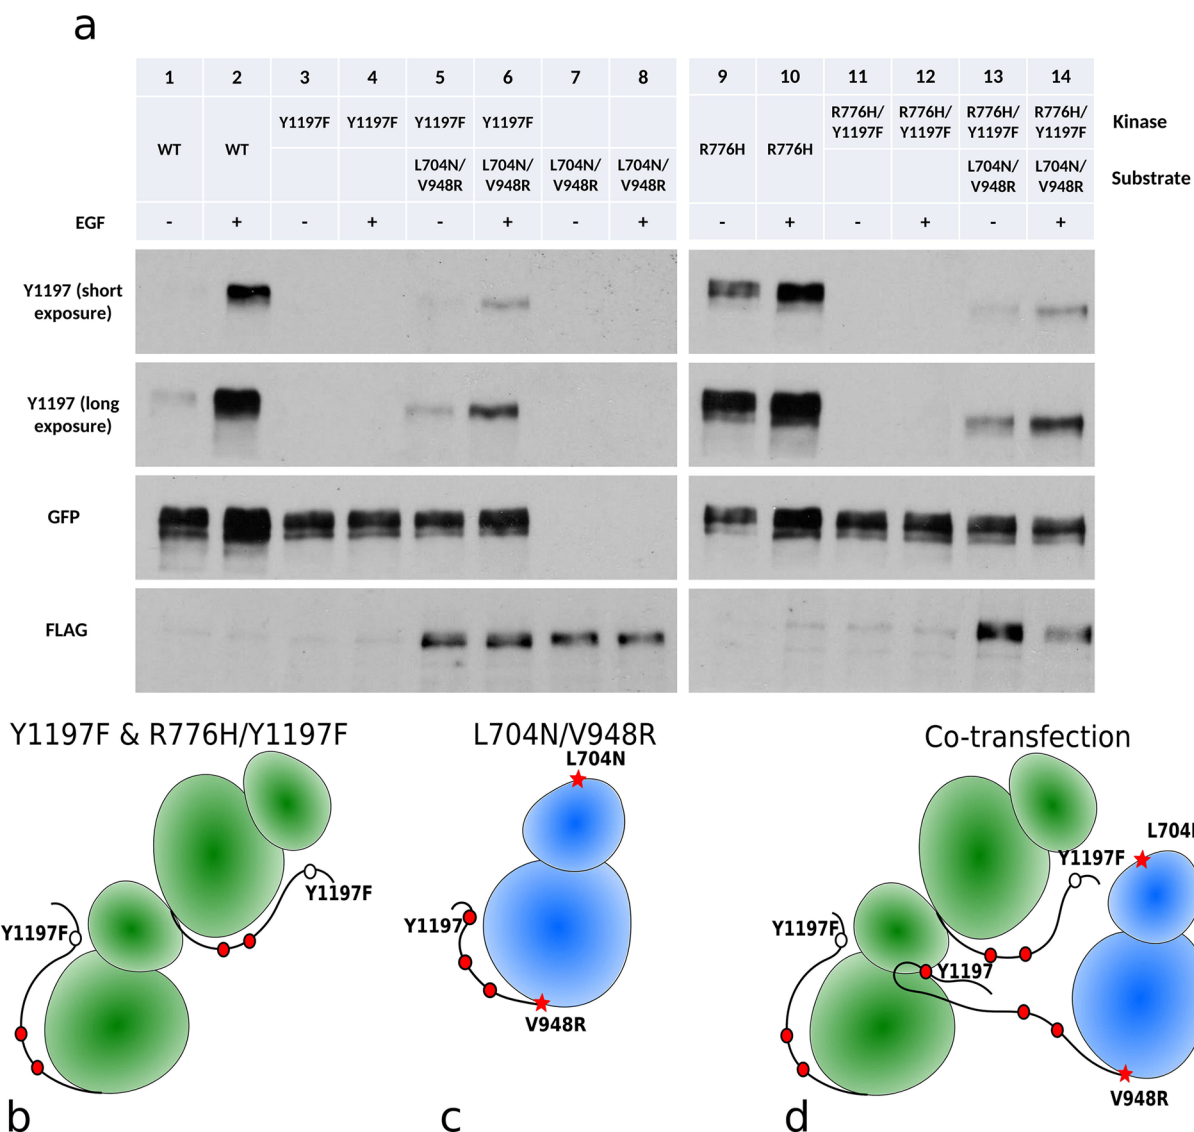 a
1 2 3 4 5 6 7 8 9 10 11 12 13 14
WT WT Y1197F Y1197F Y1197F Y1197F R776H R776H R776H/ R776H/ R776H/ R776H/ Kinase
Y1197F Y1197F Y1197F Y1197F
L704N/ L704N/ L704N/ L704N/ L704N/ L704N/ Substrate
V948R V948R V948R V948R V948R V948R
EGF - + - + - + - + - + - + - +
Y1197 (short
exposure)
Y1197 (long
exposure)
GFP
FLAG
Y1197F & R776H/Y1197F
Y1197F
Y1197F
b
L704N/V948R
L704N
Y1197
V948R
c
Co-transfection
Y1197F
Y1197F
Y1197
V948R
d